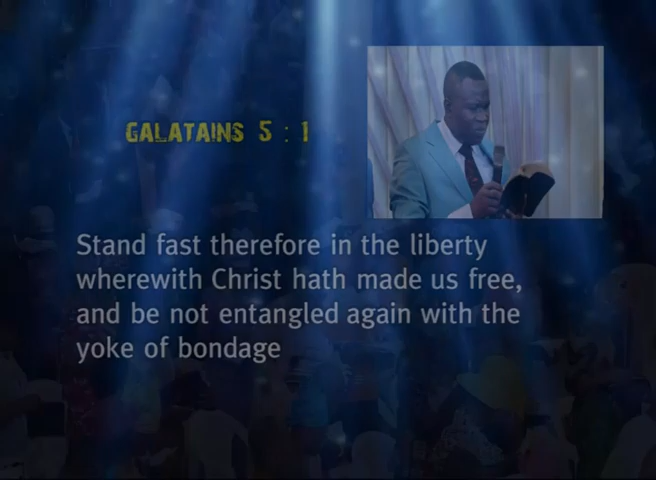 GALATAINS 5 : 1
Stand fast therefore in the liberty
wherewith Christ hath made us free,
and be not entangled again with the
yoke of bondage